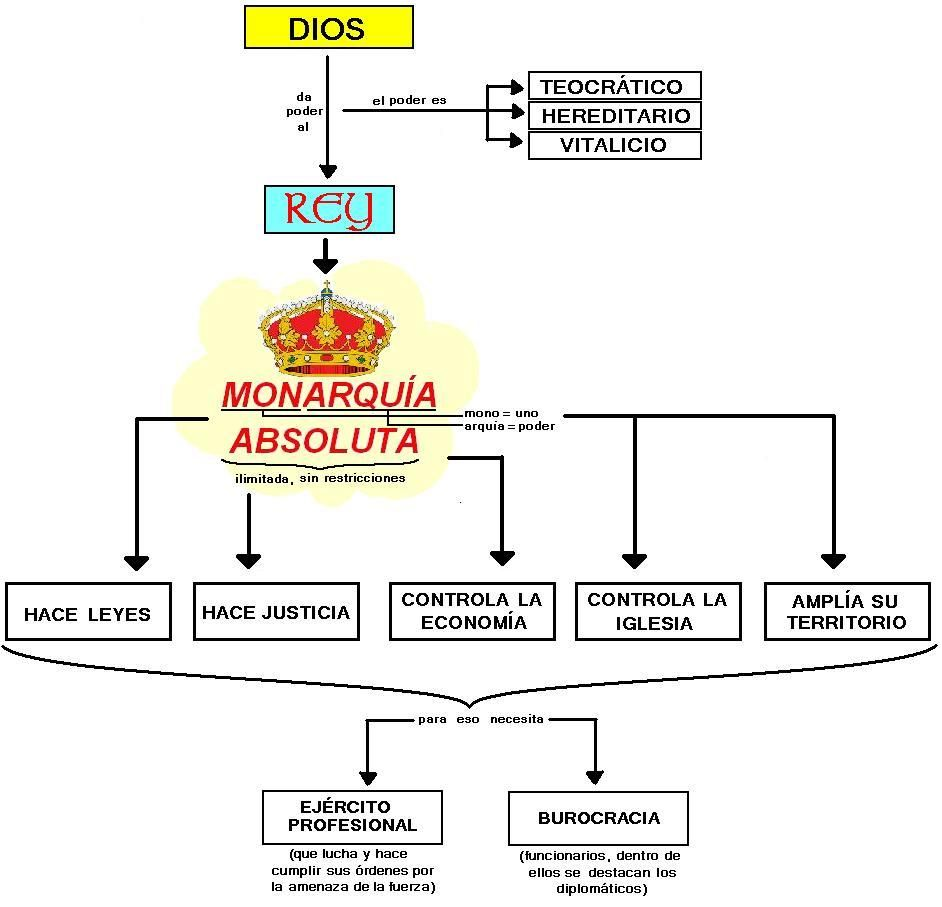 DIOS
da
poder
al
el poder es
TEOCRÁTICO
HEREDITARIO
VITALICIO
REY
MONARQUÍA
mono = uno
arquía = poder
ABSOLUTA
ilimitada, sin restricciones
HACE LEYES
HACE JUSTICIA
CONTROLA LA
ECONOMÍA
CONTROLA LA
IGLESIA
AMPLÍA SU
TERRITORIO
para eso necesita
EJÉRCITO
PROFESIONAL
(que lucha y hace
cumplir sus órdenes por
la amenaza de la fuerza)
BUROCRACIA
(funcionarios, dentro de
ellos se destacan los
diplomáticos)